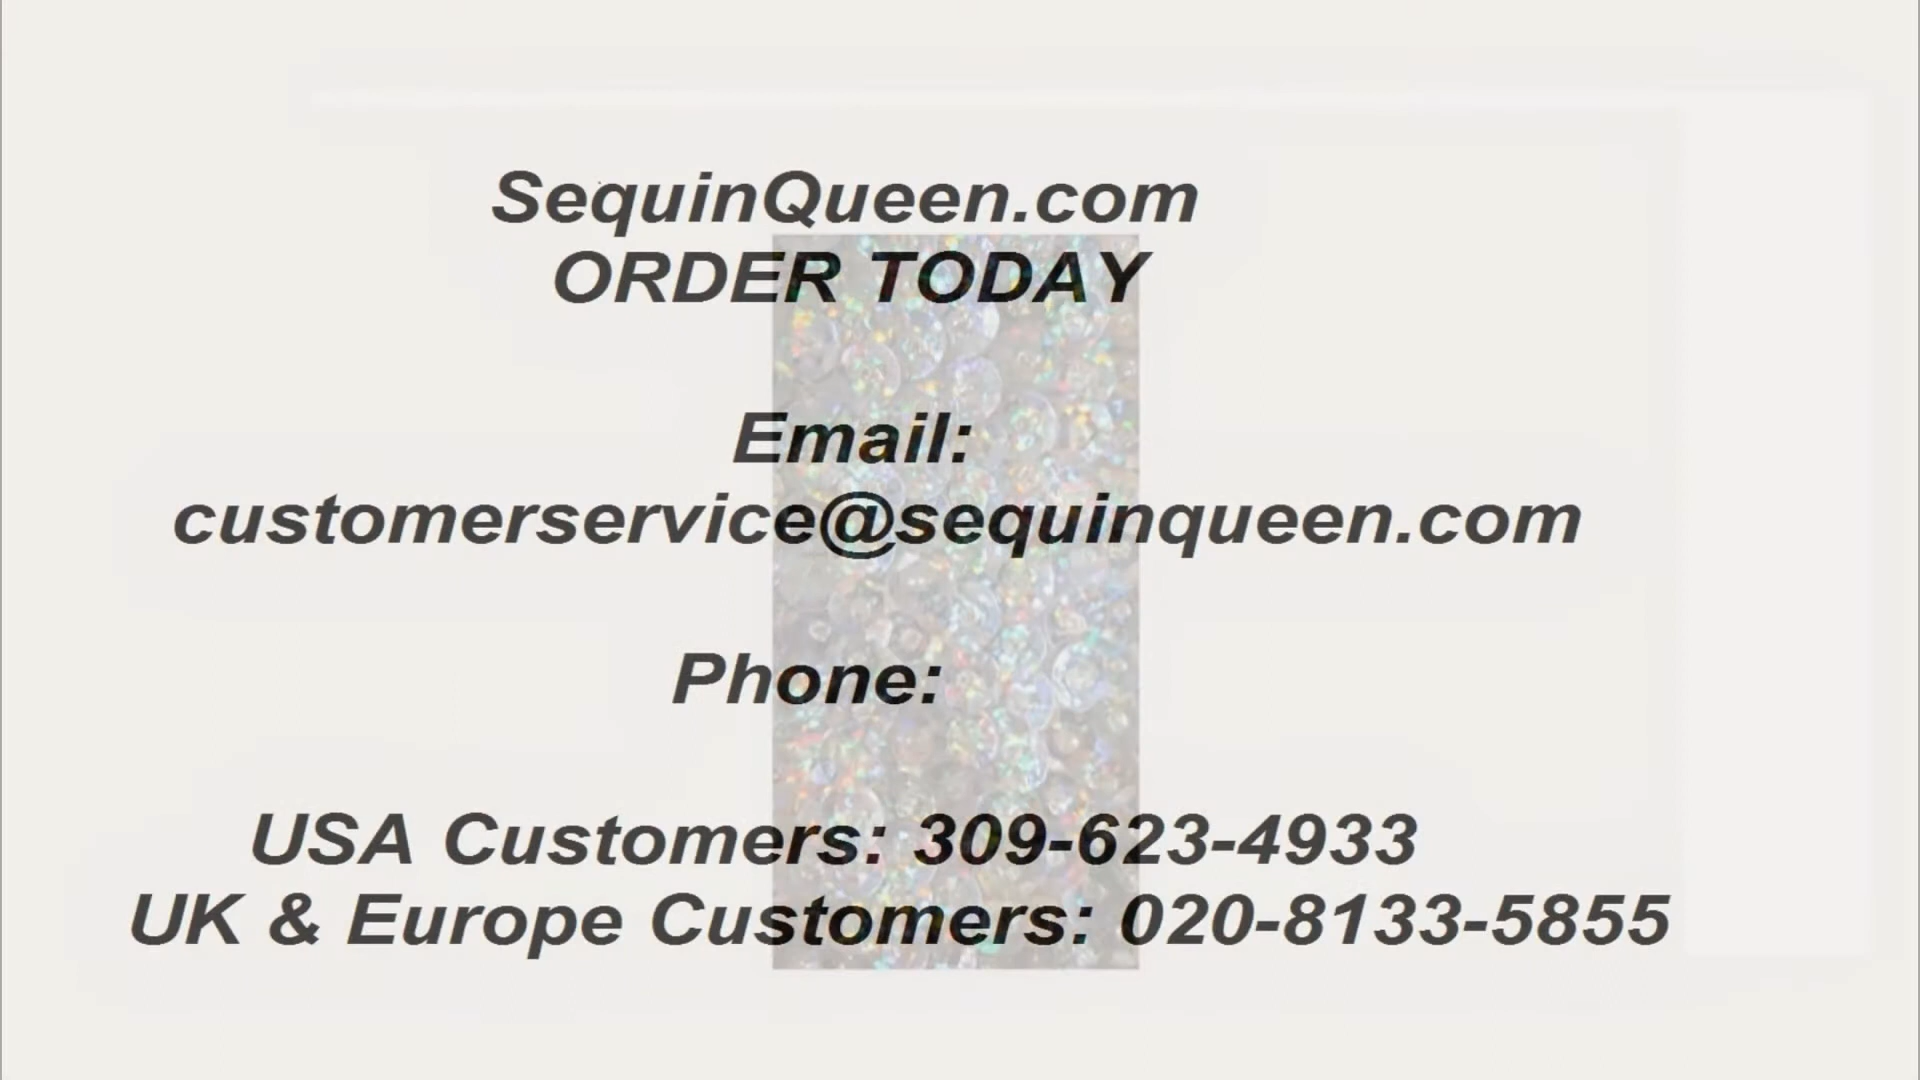 SequinQueen.com
ORDER TODAY
Email:
customerservice@sequinqueen.com
Phone:
USA Customers: 309-623-4933
UK & Europe Customers: 020-8133-5855